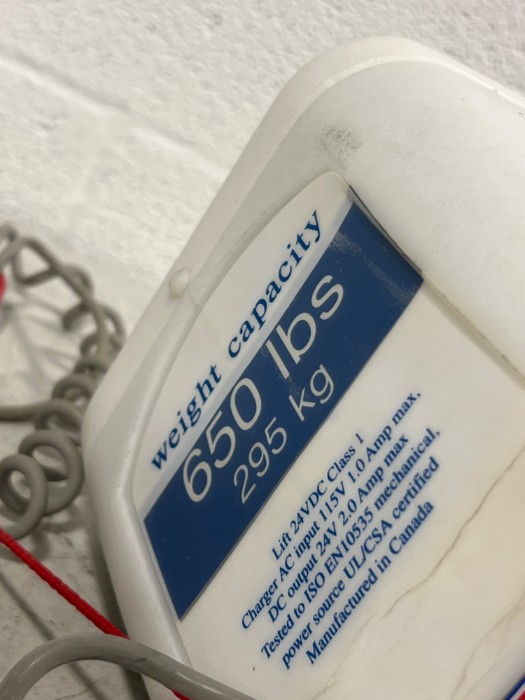 weight capacity
650 lbs
295 kg
Lift 24VDC Class 1
Charger AC input 115V 1.0 Amp max,
DC output 24V 2.0 Amp max
Tested to ISO EN10535 mechanical,
power source UL/CSA certified
Manufactured in Canada